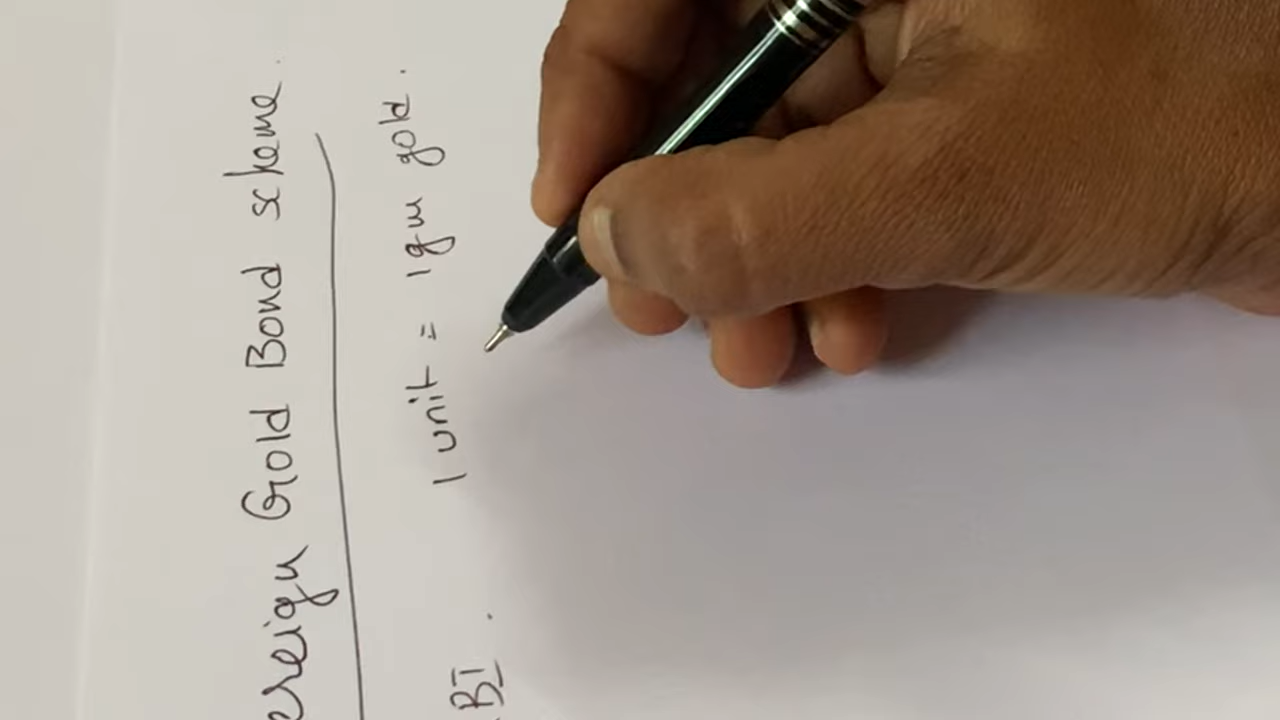 ereign Gold Bond scheme.
1 unit = 1gm gold.
BI.